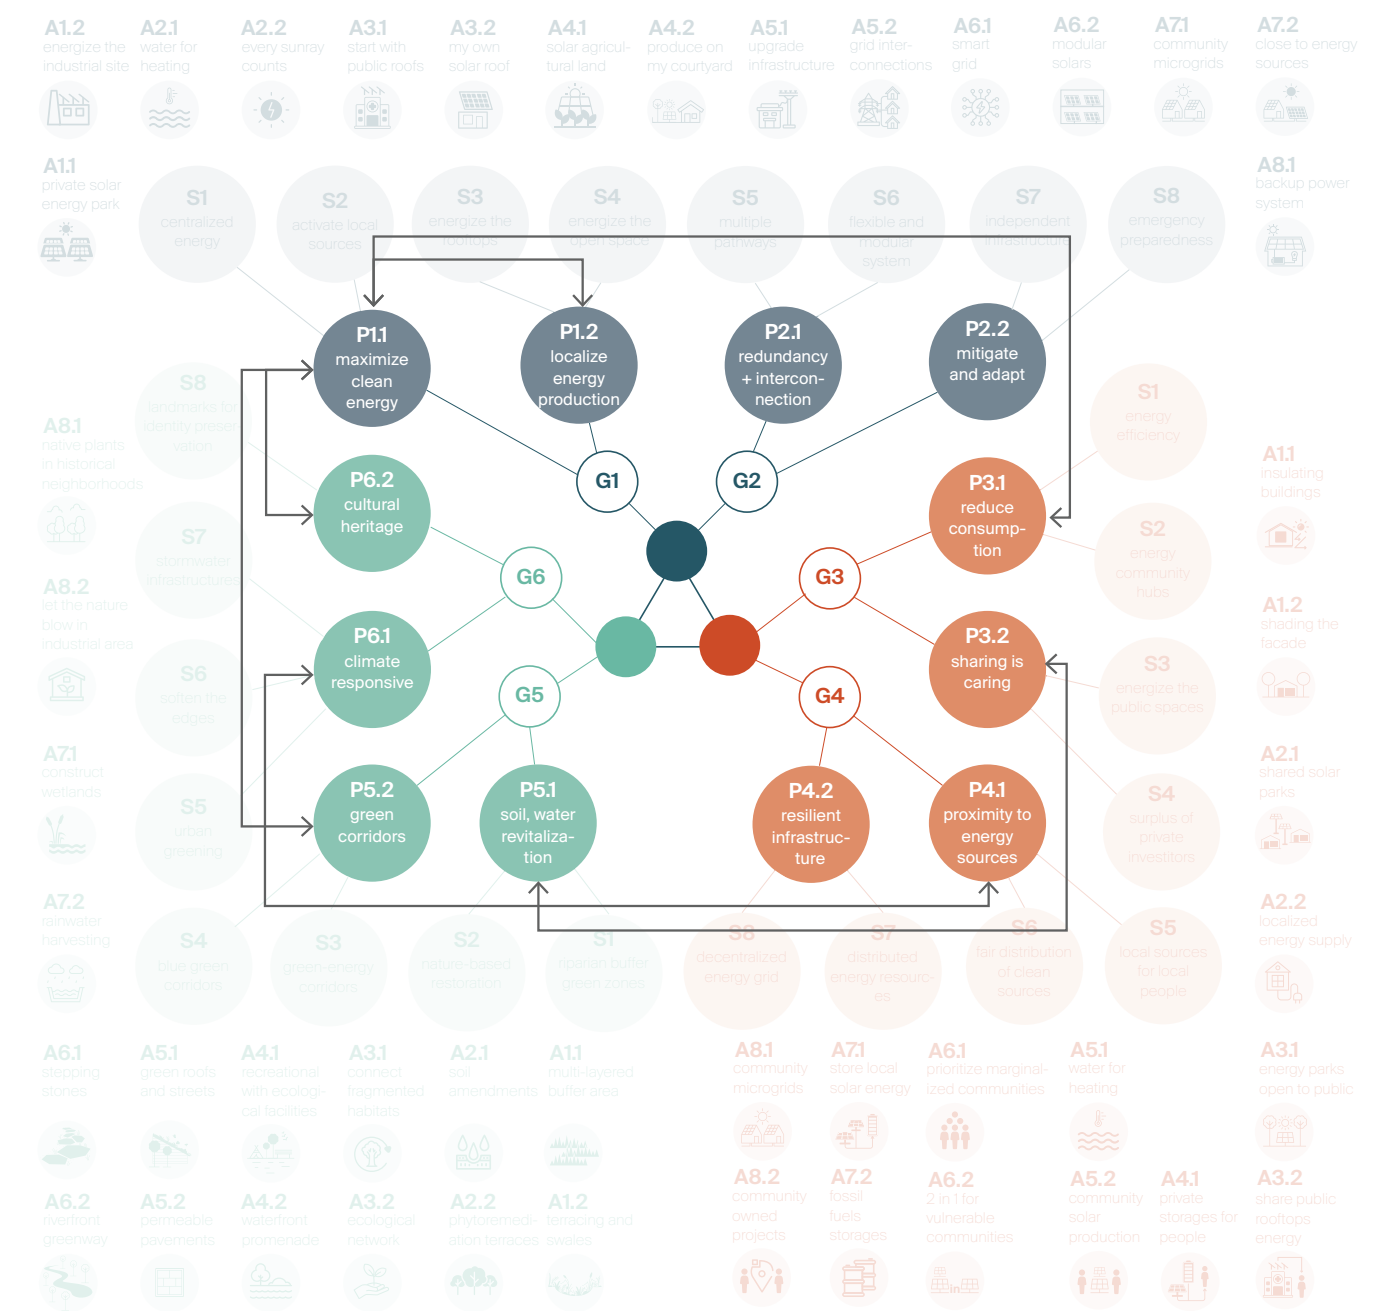 A1.2
energize the
industrial site
A2.1
water for
heating
A2.2
every sunray
counts
A3.1
start with
public roofs
A3.2
my own
solar roof
A4.1
solar agricul-
tural land
A4.2
produce on
my courtyard
A5.1
upgrade
infrastructure
A5.2
grid inter-
connections
A6.1
smart
grid
A6.2
modular
solars
A7.1
community
microgrids
A7.2
close to energy
sources
A1.1
private solar
energy park
S1
centralized
energy
S2
activate local
sources
S3
energize the
rooftops
S4
energize the
open space
S5
multiple
pathways
S6
flexible and
modular
system
S7
independent
infrastructure
S8
emergency
preparedness
A8.1
backup power
system
P1.1
maximize
clean
energy
P1.2
localize
energy
production
P2.1
redundancy
+ intercon-
nection
P2.2
mitigate
and adapt
G1
G2
P6.2
cultural
heritage
P3.1
reduce
consump-
tion
G6
G3
P6.1
climate
responsive
P3.2
sharing is
caring
G5
G4
P5.2
green
corridors
P5.1
soil, water
revitaliza-
tion
P4.2
resilient
infrastruc-
ture
P4.1
proximity to
energy
sources
S8
landmarks for
identity preser-
vation
A8.1
native plants
in historical
neighborhoods
S7
stormwater
infrastructures
A8.2
let the nature
blow in
industrial area
S6
soften the
edges
A7.1
construct
wetlands
S5
urban
greening
A7.2
rainwater
harvesting
S4
blue green
corridors
S3
green-energy
corridors
S2
nature-based
restoration
S1
riparian buffer
green zones
S1
energy
efficiency
A1.1
insulating
buildings
S2
energy
community
hubs
A1.2
shading the
facade
S3
energize the
public spaces
A2.1
shared solar
parks
S4
surplus of
private
investitors
A2.2
localized
energy supply
S8
decentralized
energy grid
S7
distributed
energy resourc-
es
S6
fair distribution
of clean
sources
S5
local sources
for local
people
A6.1
stepping
stones
A5.1
green roofs
and streets
A4.1
recreational
with ecologi-
cal facilities
A3.1
connect
fragmented
habitats
A2.1
soil
amendments
A1.1
multi-layered
buffer area
A8.1
community
microgrids
A7.1
store local
solar energy
A6.1
prioritize marginal-
ized communities
A5.1
water for
heating
A3.1
energy parks
open to public
A6.2
riverfront
greenway
A5.2
permeable
pavements
A4.2
waterfront
promenade
A3.2
ecological
network
A2.2
phytoremedi-
ation terraces
A1.2
terracing and
swales
A8.2
community
owned
projects
A7.2
fossil
fuels
storages
A6.2
2 in 1 for
vulnerable
communities
in
A5.2
community
solar
production
A4.1
private
storages for
people
A3.2
share public
rooftops
energy